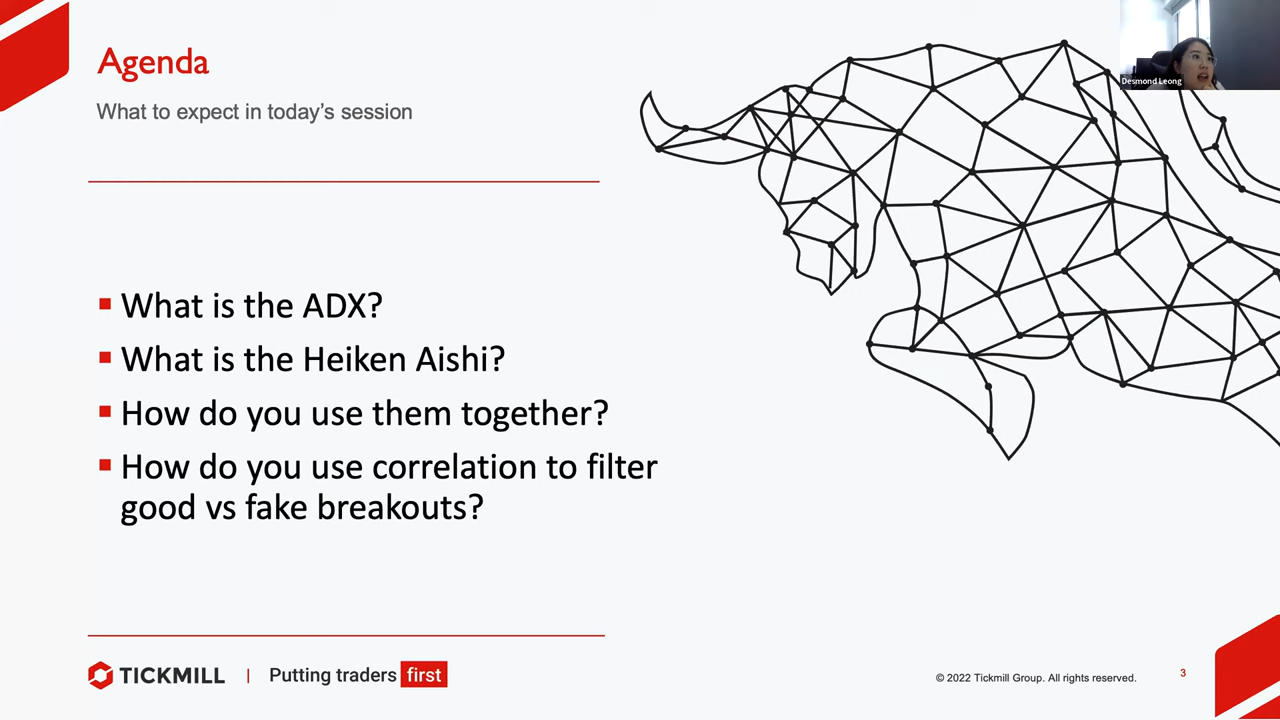 Agenda
What to expect in today's session
Desmond Leong
▪ What is the ADX?
▪ What is the Heiken Aishi?
▪ How do you use them together?
▪ How do you use correlation to filter
good vs fake breakouts?
TICKMILL | Putting traders first
© 2022 Tickmill Group. All rights reserved.
3